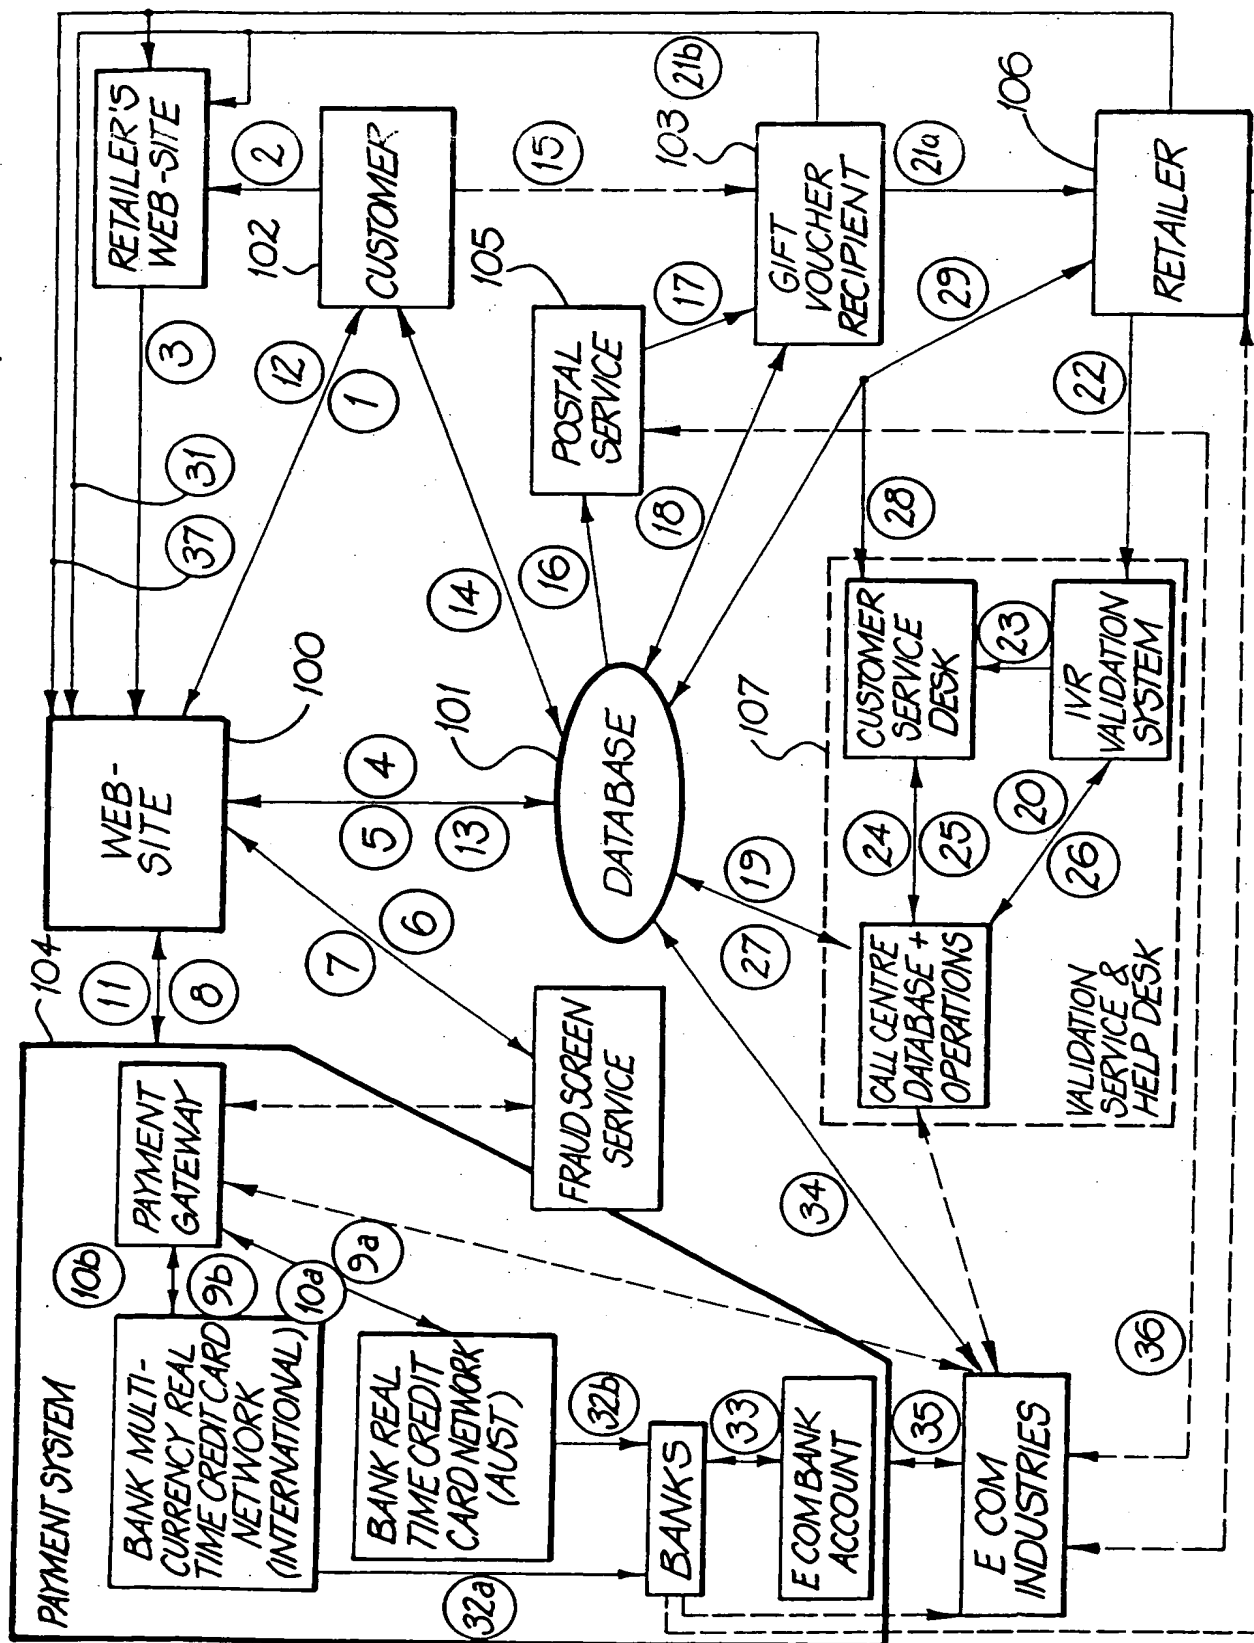 PAYMENT SYSTEM
BANK MULTI-
CURRENCY REAL
TIME CREDIT CARD
NETWORK
(INTERNATIONAL)
10b
9b
PAYMENT
GATEWAY
104
11
8
WEB-
SITE
100
37
31
3
RETAILER'S
WEB-SITE
2
102
CUSTOMER
12
1
10a
9a
BANK REAL
TIME CREDIT
CARD NETWORK
(AUST)
32a
32b
7
6
FRAUD SCREEN
SERVICE
4
5
13
14
101
DATABASE
16
105
POSTAL
SERVICE
15
17
18
103
21b
GIFT
VOUCHER
RECIPIENT
21a
106
RETAILER
29
22
28
BANKS
33
E COM BANK
ACCOUNT
35
E COM
INDUSTRIES
34
36
19
27
107
CALL CENTRE
DATABASE +
OPERATIONS
24
25
CUSTOMER
SERVICE
DESK
23
20
26
IVR
VALIDATION
SYSTEM
VALIDATION
SERVICE &
HELP DESK